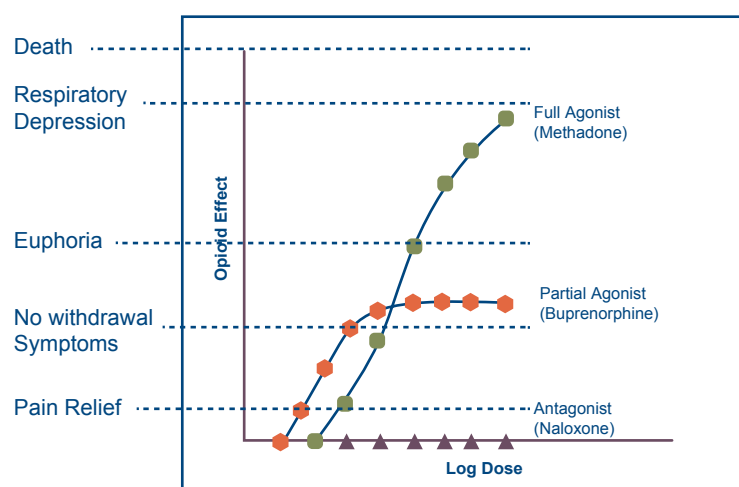 Death
Respiratory
Depression
Full Agonist
(Methadone)
Opioid Effect
Euphoria
Partial Agonist
(Buprenorphine)
No withdrawal
Symptoms
Pain Relief
Antagonist
(Naloxone)
Log Dose